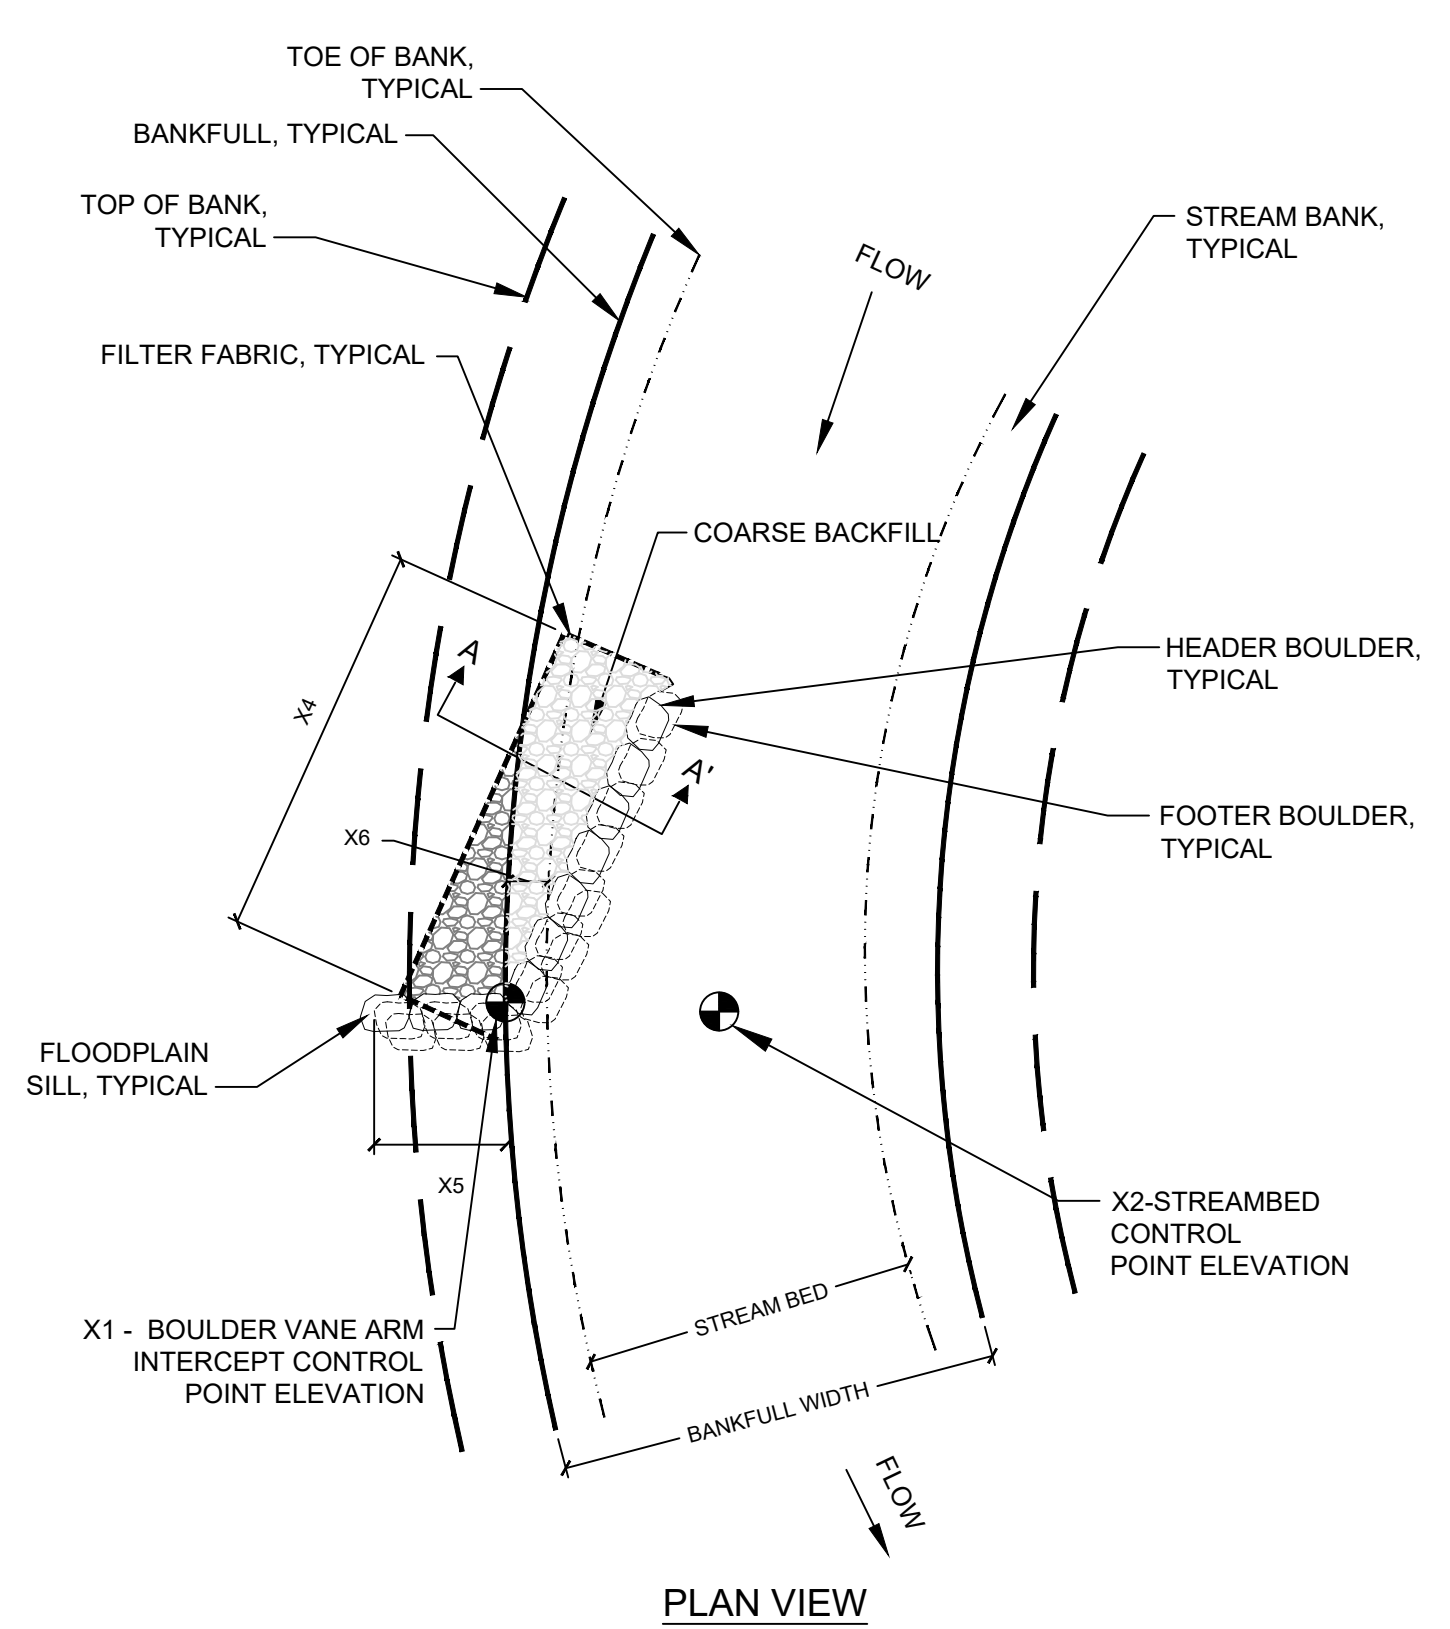 TOE OF BANK,
TYPICAL
BANKFULL, TYPICAL
TOP OF BANK,
TYPICAL
STREAM BANK,
TYPICAL
FLOW
FILTER FABRIC, TYPICAL
COARSE BACKFILL
HEADER BOULDER,
TYPICAL
A
X4
A'
FOOTER BOULDER,
TYPICAL
X6
FLOODPLAIN
SILL, TYPICAL
X5
X2-STREAMBED
CONTROL
POINT ELEVATION
STREAM BED
X1 - BOULDER VANE ARM
INTERCEPT CONTROL
POINT ELEVATION
BANKFULL WIDTH
FLOW
PLAN VIEW